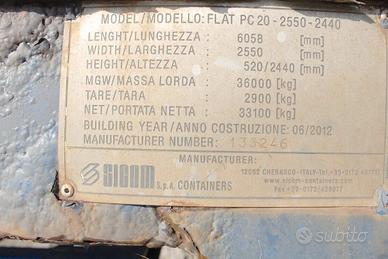 MODEL/MODELLO: FLAT PC 20 - 2550 - 2440
LENGHT/LUNGHEZZA : 6058 [mm]
WIDTH/LARGHEZZA : 2550 [mm]
HEIGHT/ALTEZZA : 520/2440 [mm]
MGW/MASSA LORDA : 36000 [kg]
TARE/TARA : 2900 [kg]
NET/PORTATA NETTA : 33100 [kg]
BUILDING YEAR/ANNO COSTRUZIONE: 06/2012
MANUFACTURER NUMBER: 133246
MANUFACTURER
SICOM S.p.A. CONTAINERS
12062 CHERASCO-ITALY-Tel.
www.sicom-containers.com
subito